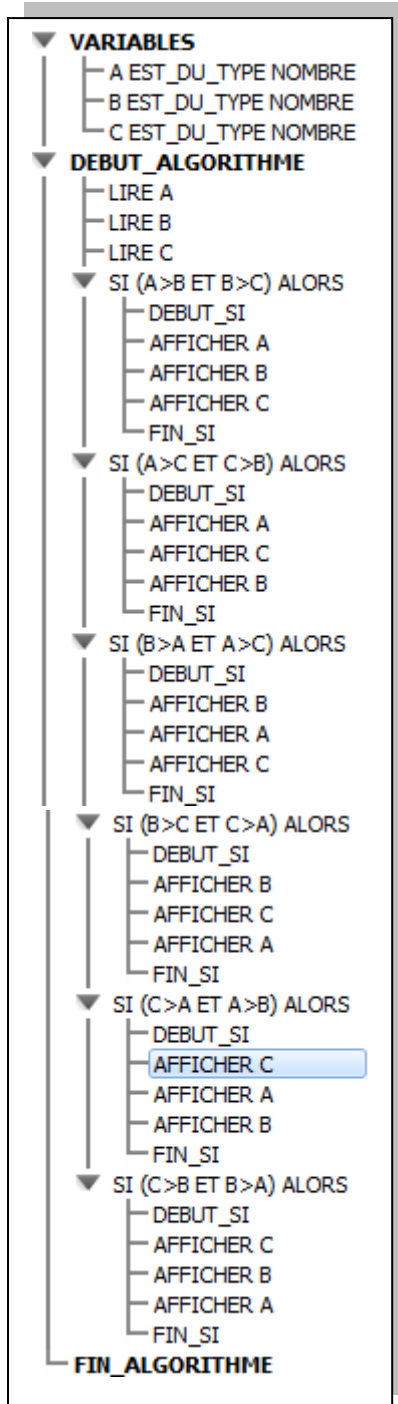 VARIABLES
A EST_DU_TYPE NOMBRE
B EST_DU_TYPE NOMBRE
C EST_DU_TYPE NOMBRE
DEBUT_ALGORITHME
LIRE A
LIRE B
LIRE C
SI (A>B ET B>C) ALORS
DEBUT_SI
AFFICHER A
AFFICHER B
AFFICHER C
FIN_SI
SI (A>C ET C>B) ALORS
DEBUT_SI
AFFICHER A
AFFICHER C
AFFICHER B
FIN_SI
SI (B>A ET A>C) ALORS
DEBUT_SI
AFFICHER B
AFFICHER A
AFFICHER C
FIN_SI
SI (B>C ET C>A) ALORS
DEBUT_SI
AFFICHER B
AFFICHER C
AFFICHER A
FIN_SI
SI (C>A ET A>B) ALORS
DEBUT_SI
AFFICHER C
AFFICHER A
AFFICHER B
FIN_SI
SI (C>B ET B>A) ALORS
DEBUT_SI
AFFICHER C
AFFICHER B
AFFICHER A
FIN_SI
FIN_ALGORITHME